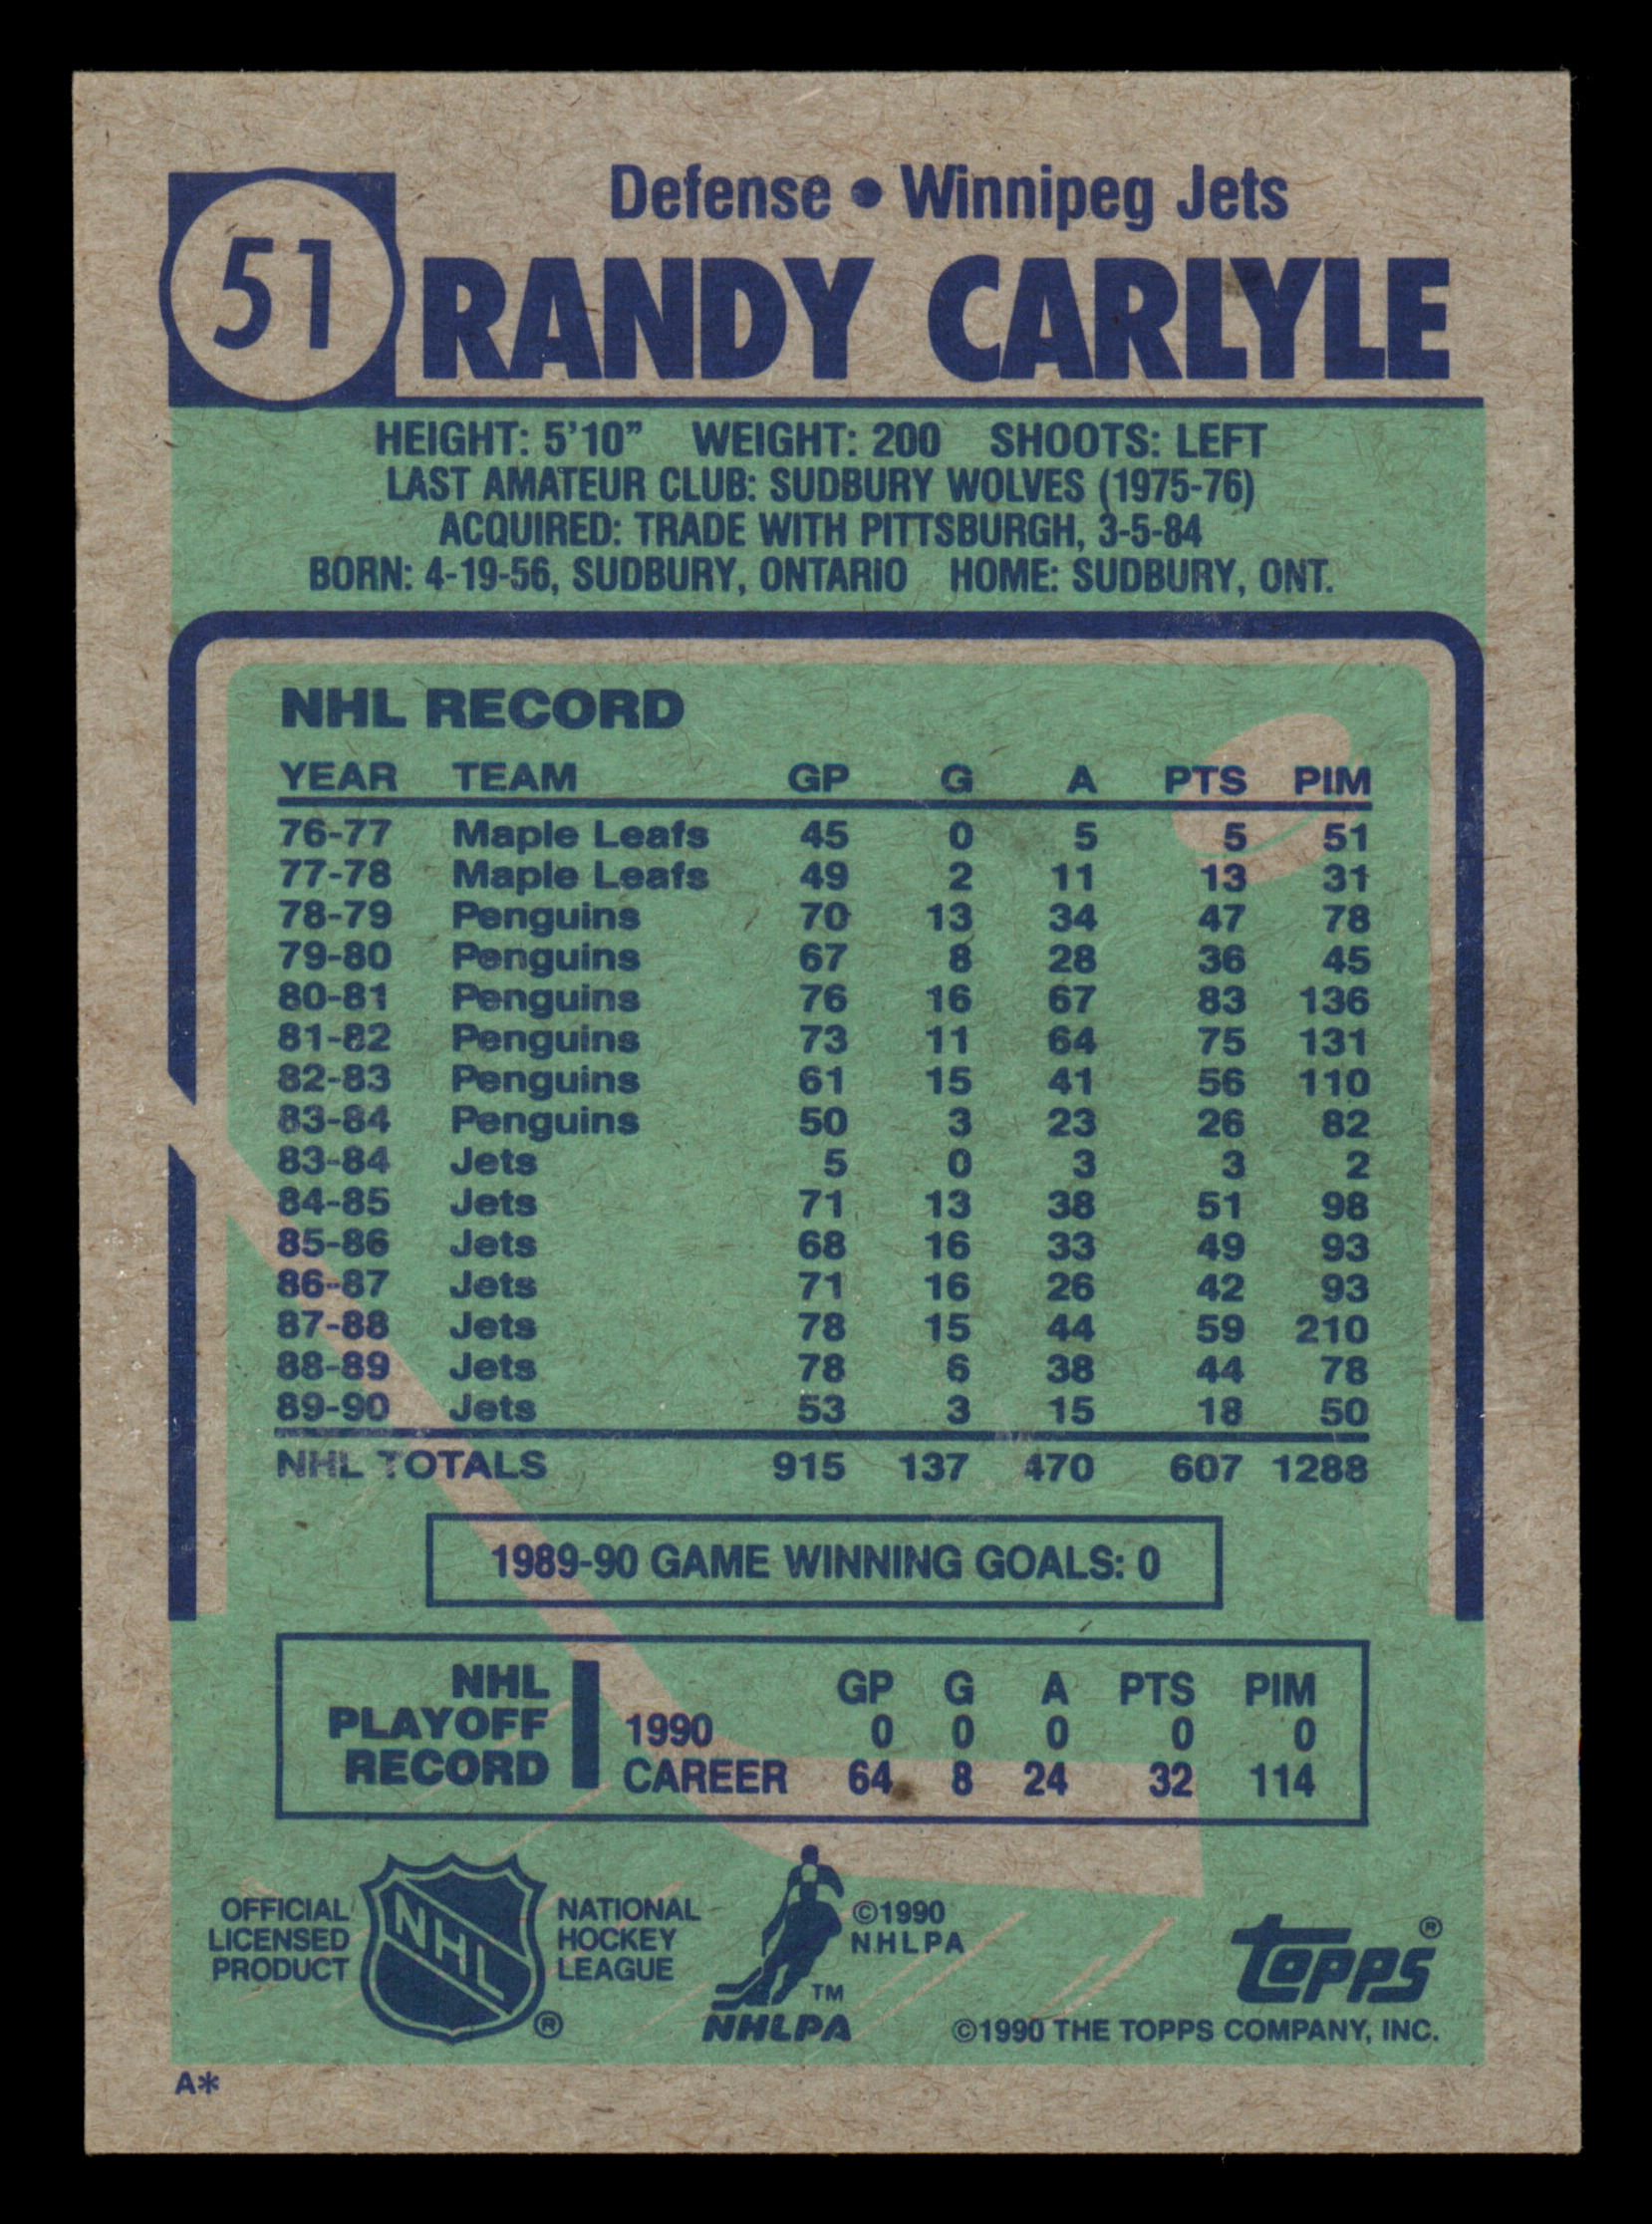 Defense • Winnipeg Jets
51 RANDY CARLYLE
HEIGHT: 5'10" WEIGHT: 200 SHOOTS: LEFT
LAST AMATEUR CLUB: SUDBURY WOLVES (1975-76)
ACQUIRED: TRADE WITH PITTSBURGH, 3-5-84
BORN: 4-19-56, SUDBURY, ONTARIO HOME: SUDBURY, ONT.
NHL RECORD
YEAR TEAM GP G A PTS PIM
76-77 Maple Leafs 45 0 5 5 51
77-78 Maple Leafs 49 2 11 13 31
78-79 Penguins 70 13 34 47 78
79-80 Penguins 67 8 28 36 45
80-81 Penguins 76 16 67 83 136
81-82 Penguins 73 11 64 75 131
82-83 Penguins 61 15 41 56 110
83-84 Penguins 50 3 23 26 82
83-84 Jets 5 0 3 3 2
84-85 Jets 71 13 38 51 98
85-86 Jets 68 16 33 49 93
86-87 Jets 71 16 26 42 93
87-88 Jets 78 15 44 59 210
88-89 Jets 78 6 38 44 78
89-90 Jets 53 3 15 18 50
NHL TOTALS 915 137 470 607 1288
1989-90 GAME WINNING GOALS: 0
NHL PLAYOFF RECORD
GP G A PTS PIM
1990 0 0 0 0 0
CAREER 64 8 24 32 114
OFFICIAL
LICENSED
PRODUCT
NHL
®
NATIONAL
HOCKEY
LEAGUE
©1990
NHLPA
TM
NHLPA
topps®
©1990 THE TOPPS COMPANY, INC.
A*